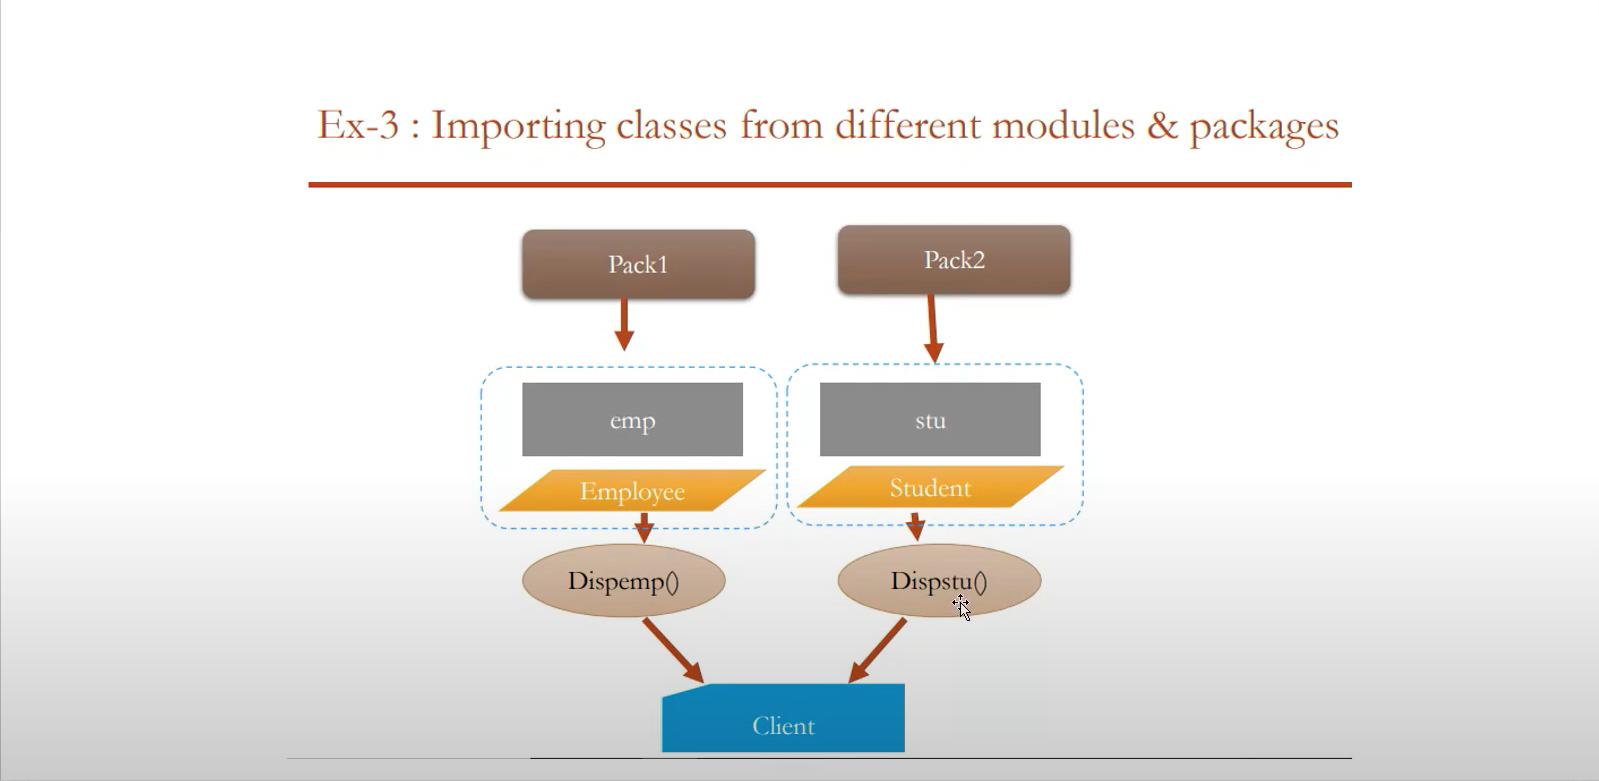 Ex-3 : Importing classes from different modules & packages
Pack1
Pack2
emp
stu
Employee
Student
Dispemp()
Dispstu()
Client